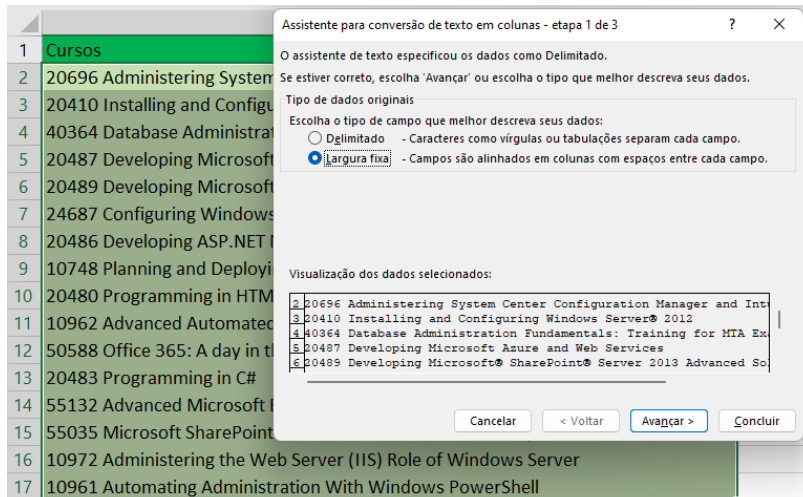 Assistente para conversão de texto em colunas - etapa 1 de 3 ? ×
O assistente de texto especificou os dados como Delimitado.
Se estiver correto, escolha 'Avançar' ou escolha o tipo que melhor descreva seus dados.
Tipo de dados originais
Escolha o tipo de campo que melhor descreva seus dados:
Delimitado - Caracteres como vírgulas ou tabulações separam cada campo.
Largura fixa - Campos são alinhados em colunas com espaços entre cada campo.
Visualização dos dados selecionados:
2 20696 Administering System Center Configuration Manager and
3 20410 Installing and Configuring Windows Server® 2012
4 40364 Database Administration Fundamentals: Training for MTA
5 20487 Developing Microsoft Azure and Web Services
6 20489 Developing Microsoft® SharePoint® Server 2013 Advanced
Cancelar < Voltar Avançar > Concluir
1 Cursos
2 20696 Administering System
3 20410 Installing and
4 40364 Database
5 20487 Developing Microsoft
6 20489 Developing Microsoft
7 24687 Configuring Windows
8 20486 Developing ASP.NET
9 10748 Planning and
10 20480 Programming in
11 10962 Advanced Automated
12 50588 Office 365: A day in
13 20483 Programming in C#
14 55132 Advanced Microsoft
15 55035 Microsoft SharePoint
16 10972 Administering the Web Server (IIS) Role of Windows Server
17 10961 Automating Administration With Windows PowerShell